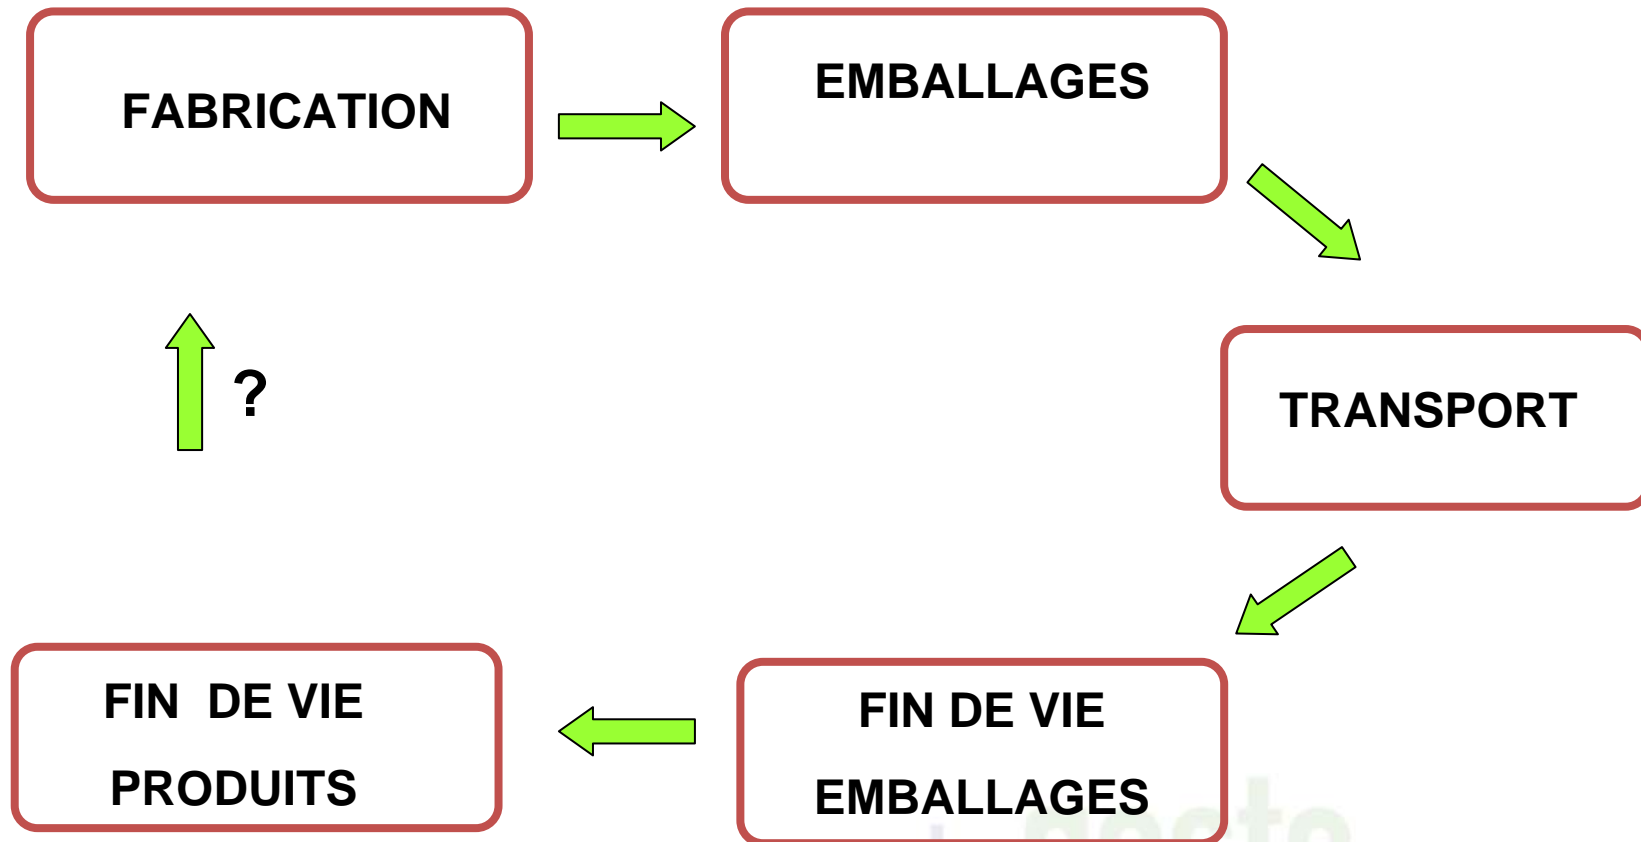 FABRICATION
EMBALLAGES
?
TRANSPORT
FIN DE VIE
PRODUITS
FIN DE VIE
EMBALLAGES